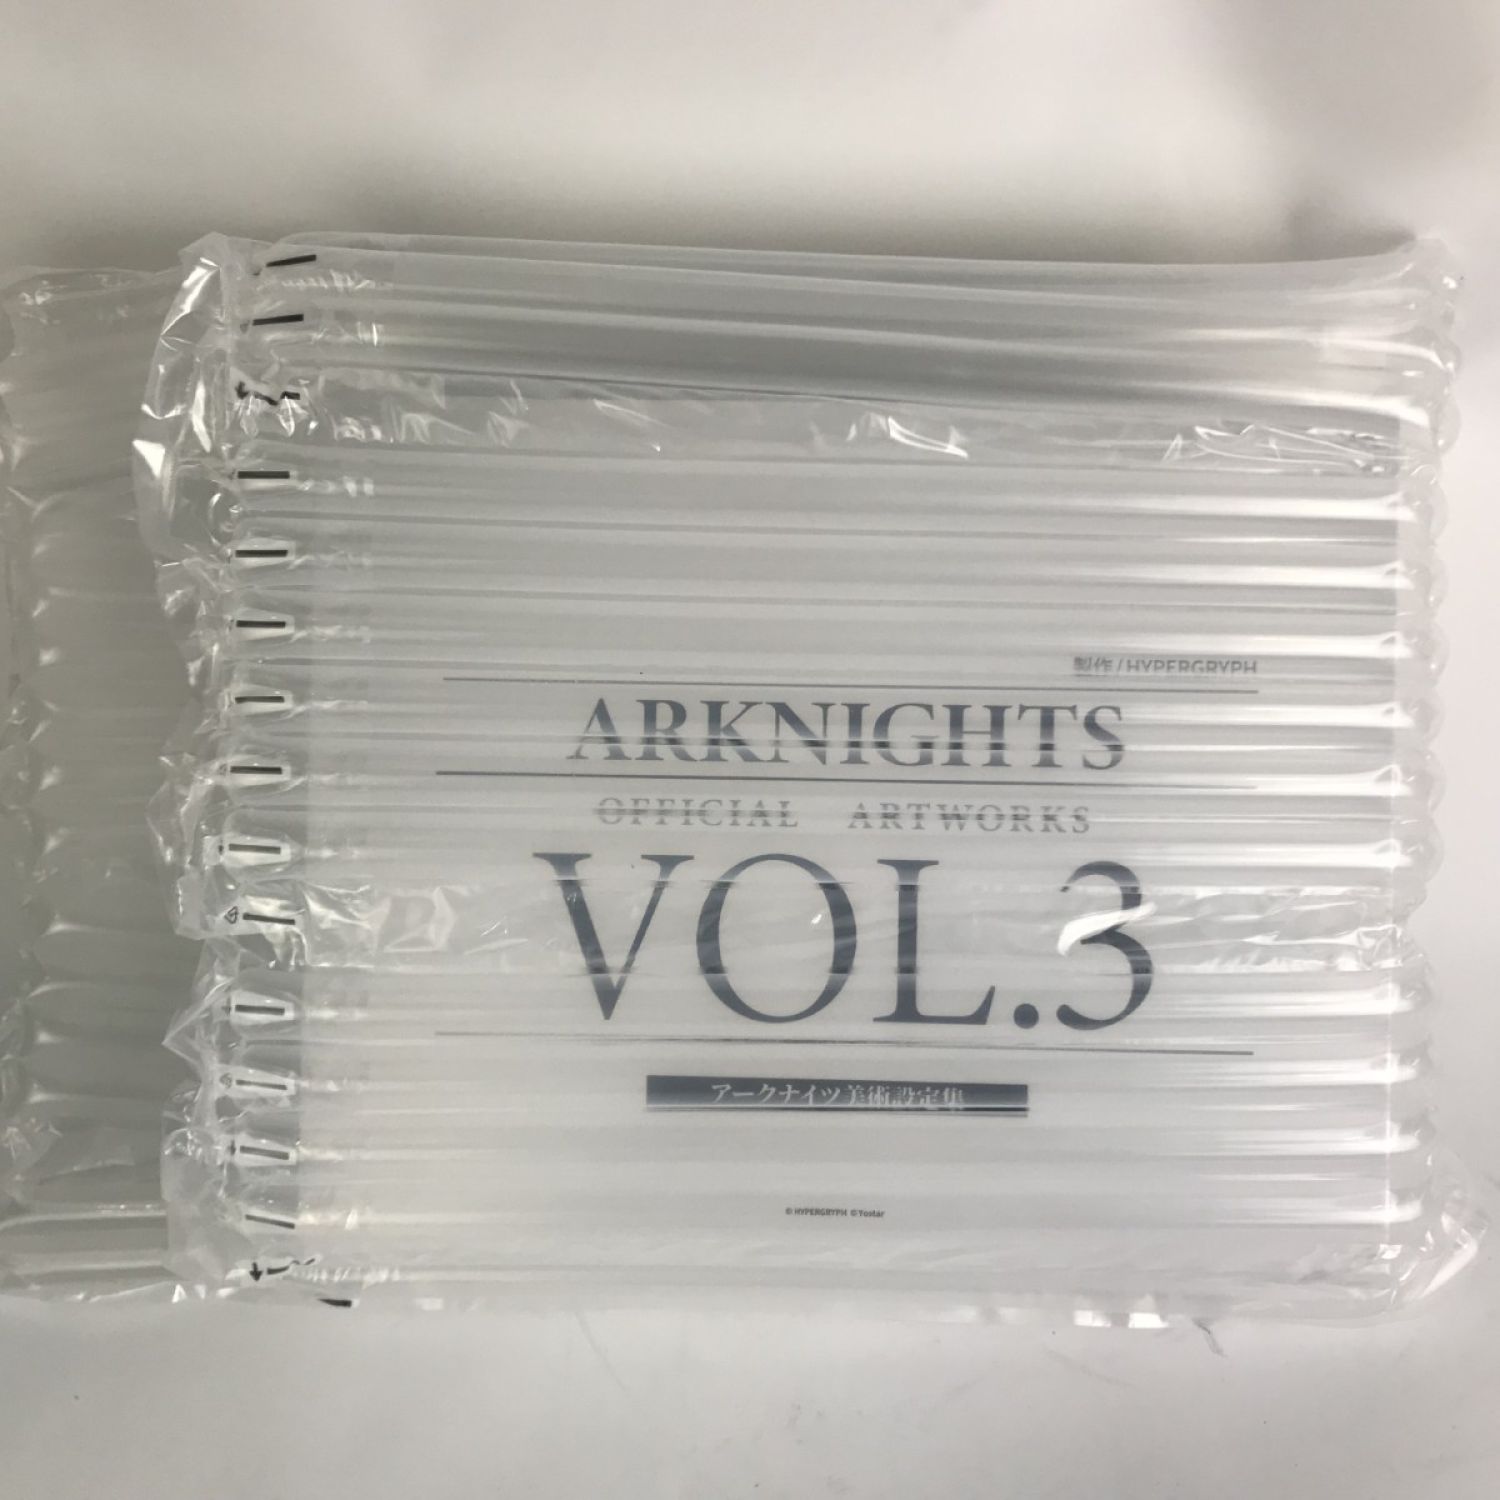 製作/HYPERGRYPH
ARKNIGHTS
OFFICIAL ARTWORKS
VOL.3
アークナイツ美術設定集
© HYPERGRYPH © Yostar